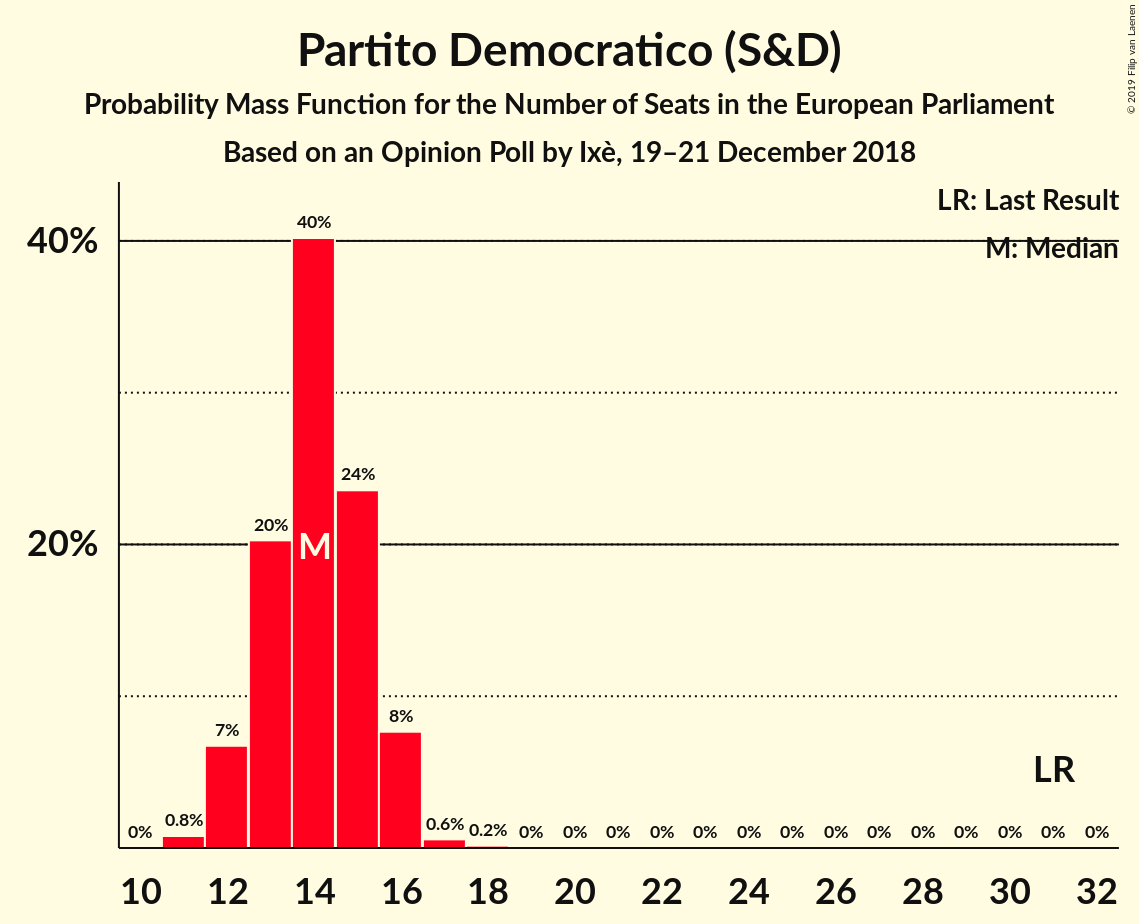 Partito Democratico (S&D)
Probability Mass Function for the Number of Seats in the European Parliament
Based on an Opinion Poll by Ixè, 19–21 December 2018
© 2019 Filip van Laenen
LR: Last Result
M: Median
40%
20%
0%
0.8%
7%
20%
40%
24%
8%
0.6%
0.2%
0%
0%
0%
0%
0%
0%
0%
0%
0%
0%
0%
0%
0%
0%
M
LR
10 12 14 16 18 20 22 24 26 28 30 32